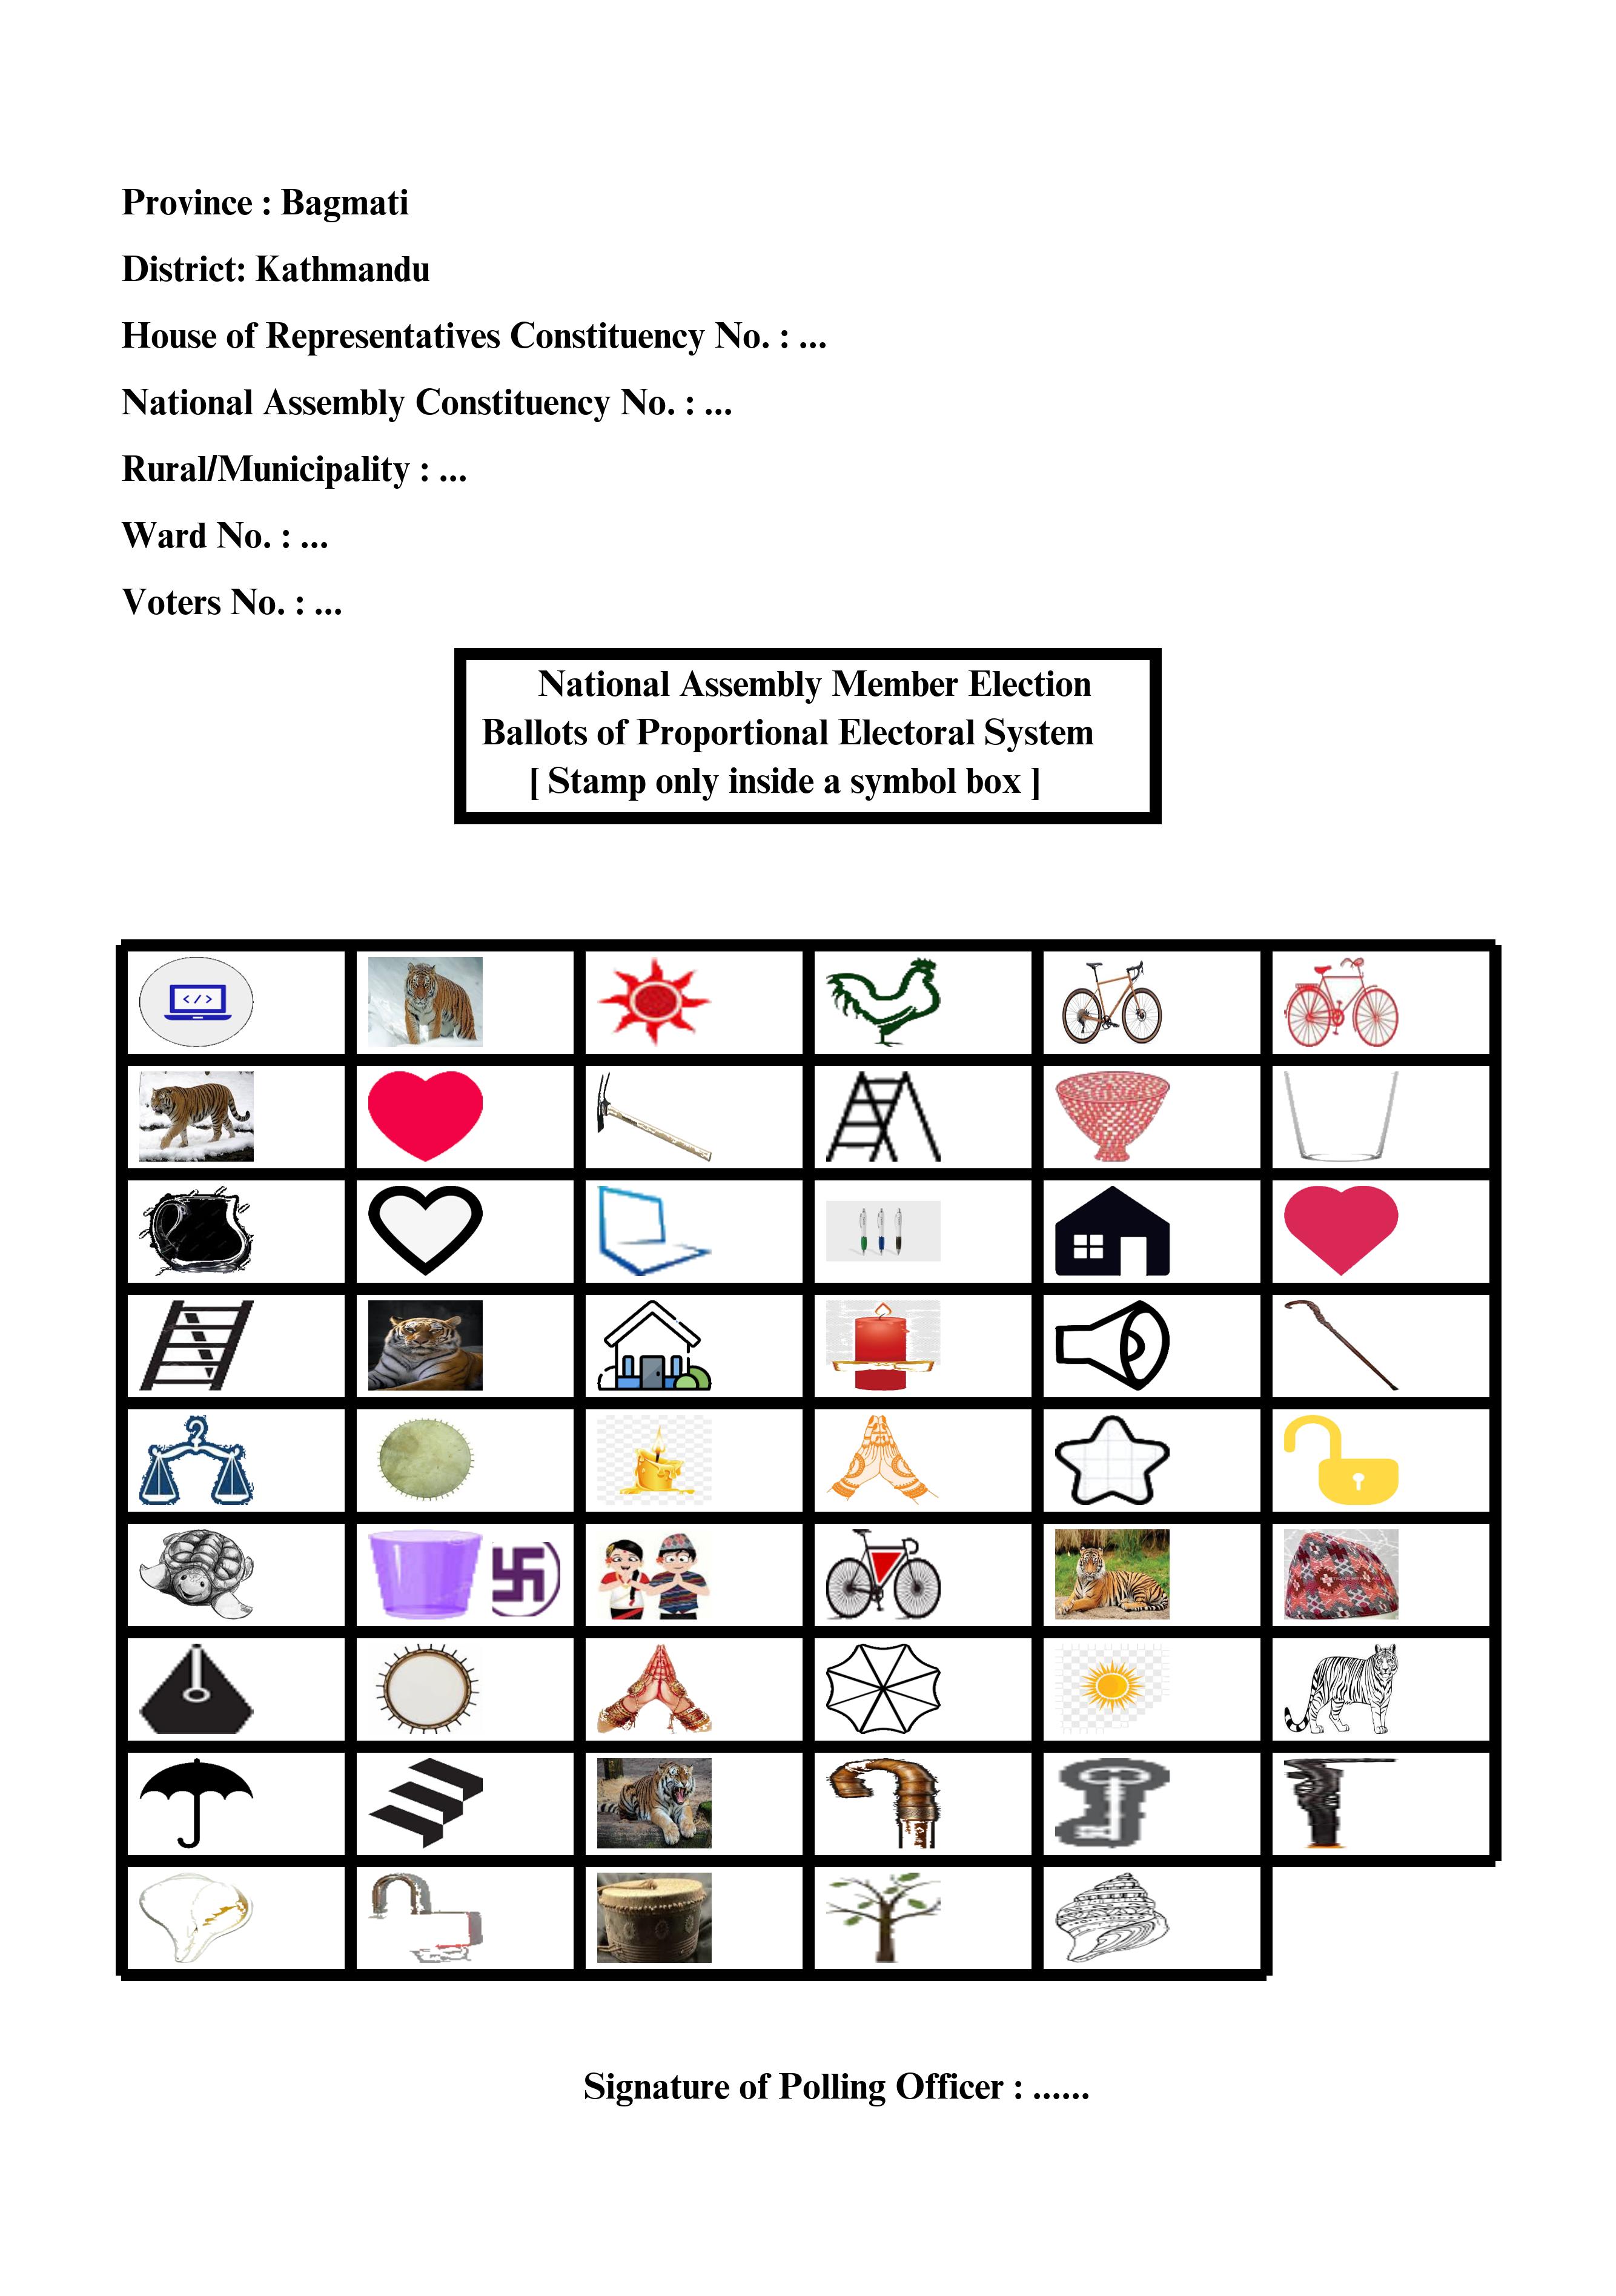 Province : Bagmati
District: Kathmandu
House of Representatives Constituency No. : ...
National Assembly Constituency No. : ...
Rural/Municipality : ...
Ward No. : ...
Voters No. : ...
National Assembly Member Election
Ballots of Proportional Electoral System
[ Stamp only inside a symbol box ]
</>
Signature of Polling Officer : ......